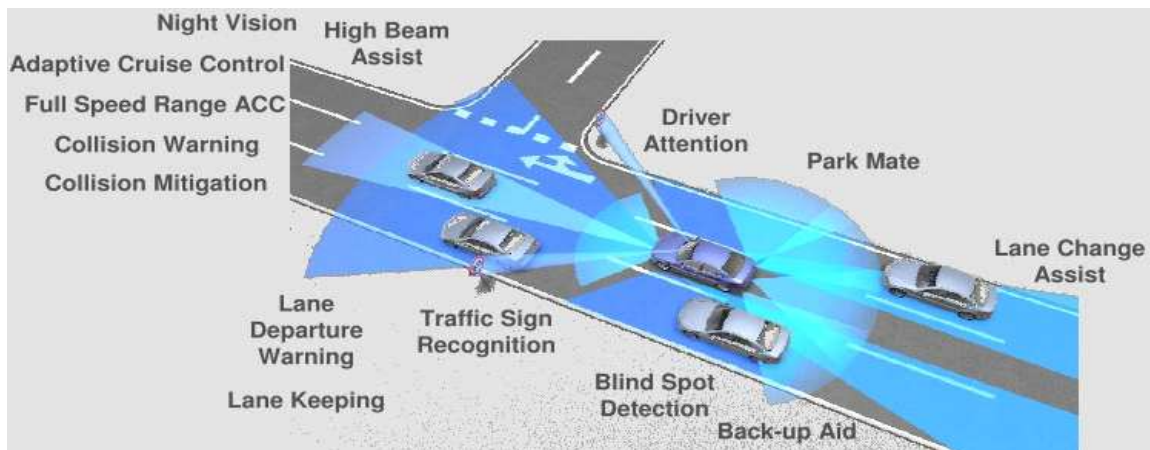 Night Vision
High Beam
Assist
Adaptive Cruise Control
Full Speed Range ACC
Collision Warning
Collision Mitigation
Driver
Attention
Park Mate
Lane Change
Assist
Lane
Departure
Warning
Traffic Sign
Recognition
Lane Keeping
Blind Spot
Detection
Back-up Aid